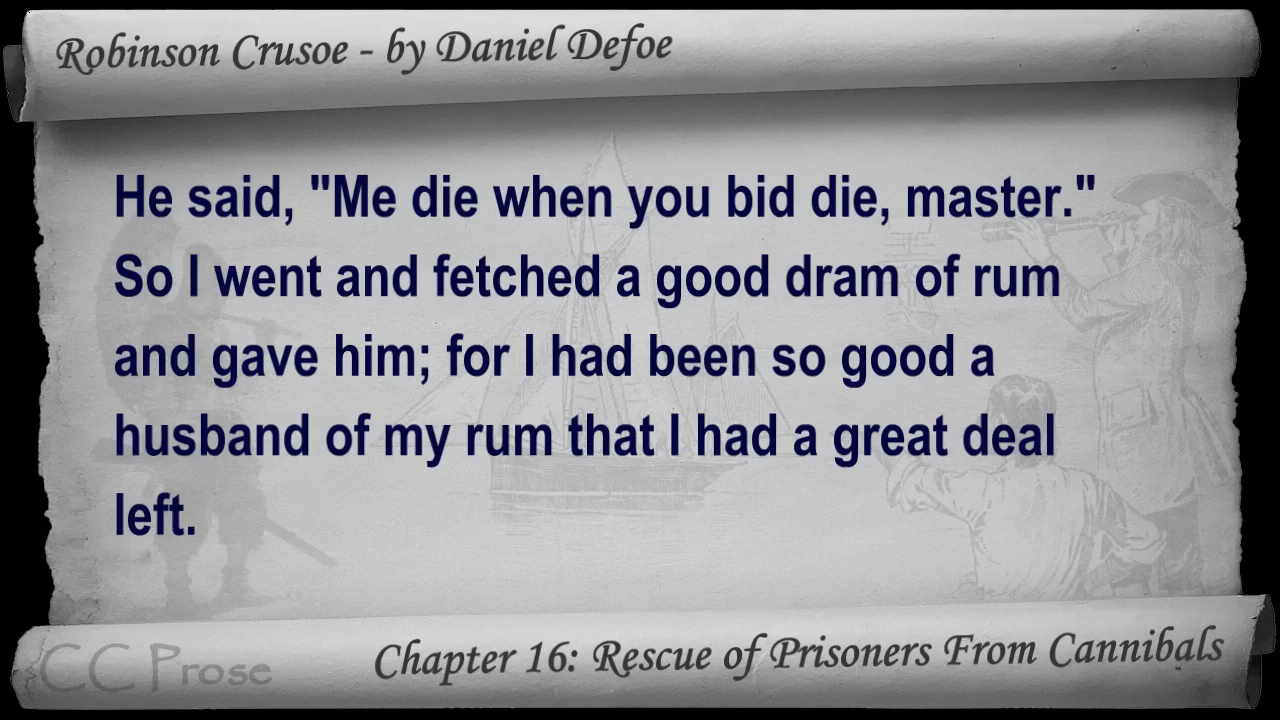 Robinson Crusoe - by Daniel Defoe
He said, "Me die when you bid die, master."
So I went and fetched a good dram of rum
and gave him; for I had been so good a
husband of my rum that I had a great deal
left.
CC Prose
Chapter 16: Rescue of Prisoners From Cannibals